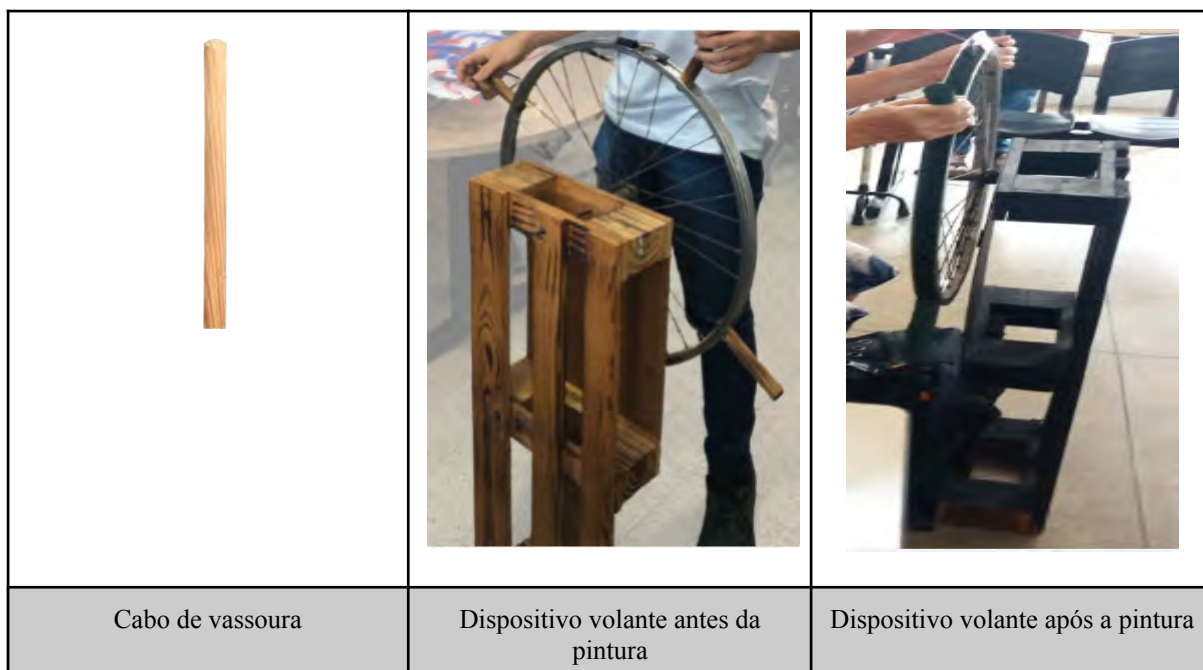 Cabo de vassoura
Dispositivo volante antes da
pintura
Dispositivo volante após a pintura